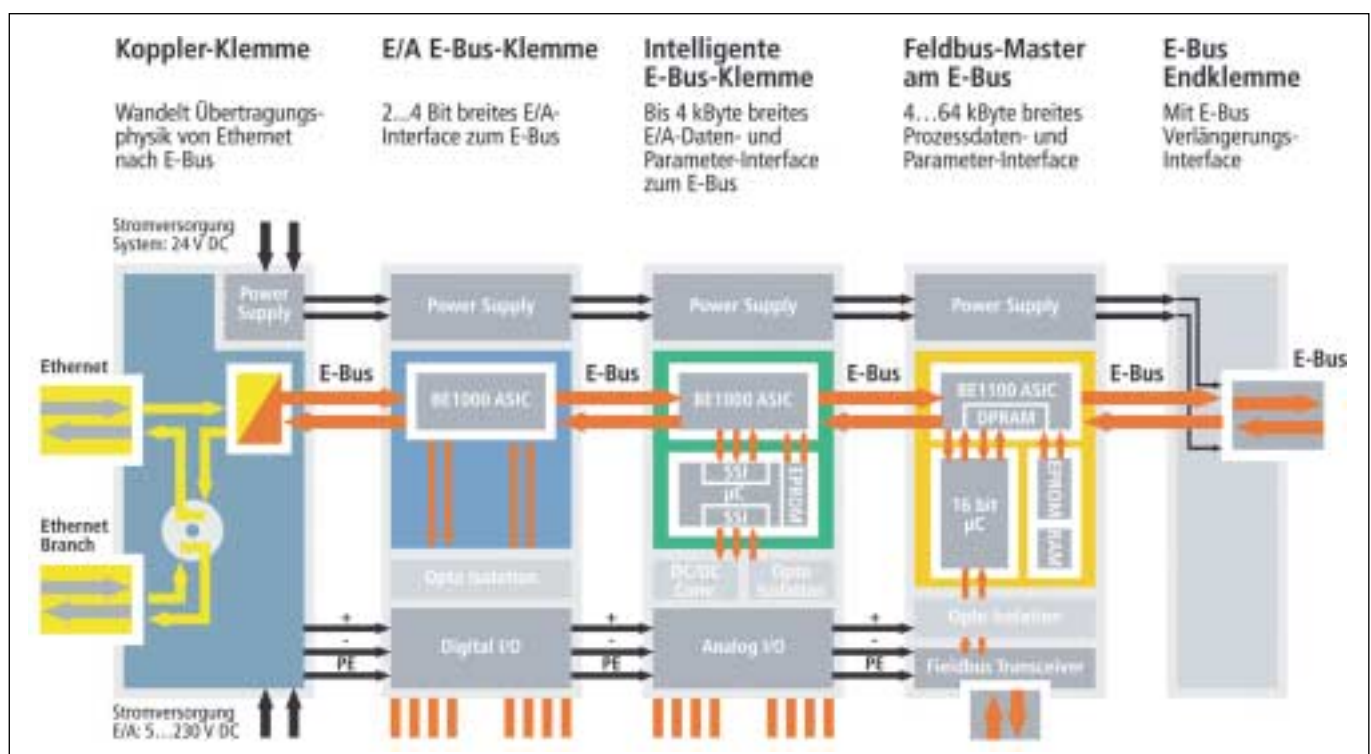 Koppler-Klemme
Wandelt Übertragungs-
physik von Ethernet
nach E-Bus
E/A E-Bus-Klemme
2...4 Bit breites E/A-
Interface zum E-Bus
Intelligente
E-Bus-Klemme
Bis 4 kByte breites
E/A-Daten- und
Parameter-Interface
zum E-Bus
Feldbus-Master
am E-Bus
4...64 kByte breites
Prozessdaten- und
Parameter-Interface
E-Bus
Endklemme
Mit E-Bus
Verlängerungs-
Interface
Stromversorgung
System: 24 V DC
Power
Supply
Power Supply
Power Supply
Power Supply
Ethernet
E-Bus
E-Bus
E-Bus
E-Bus
E-Bus
BE1000 ASIC
BE1000 ASIC
BE1100 ASIC
DPRAM
SSI
µC
SSI
EPROM
16 bit
µC
EPROM
RAM
Ethernet
Branch
Opto Isolation
DC/DC
Conv
Opto
Isolation
Opto Isolation
+
-
PE
Digital I/O
+
-
PE
Analog I/O
+
-
PE
Fieldbus Transceiver
Stromversorgung
E/A: 5...230 V DC